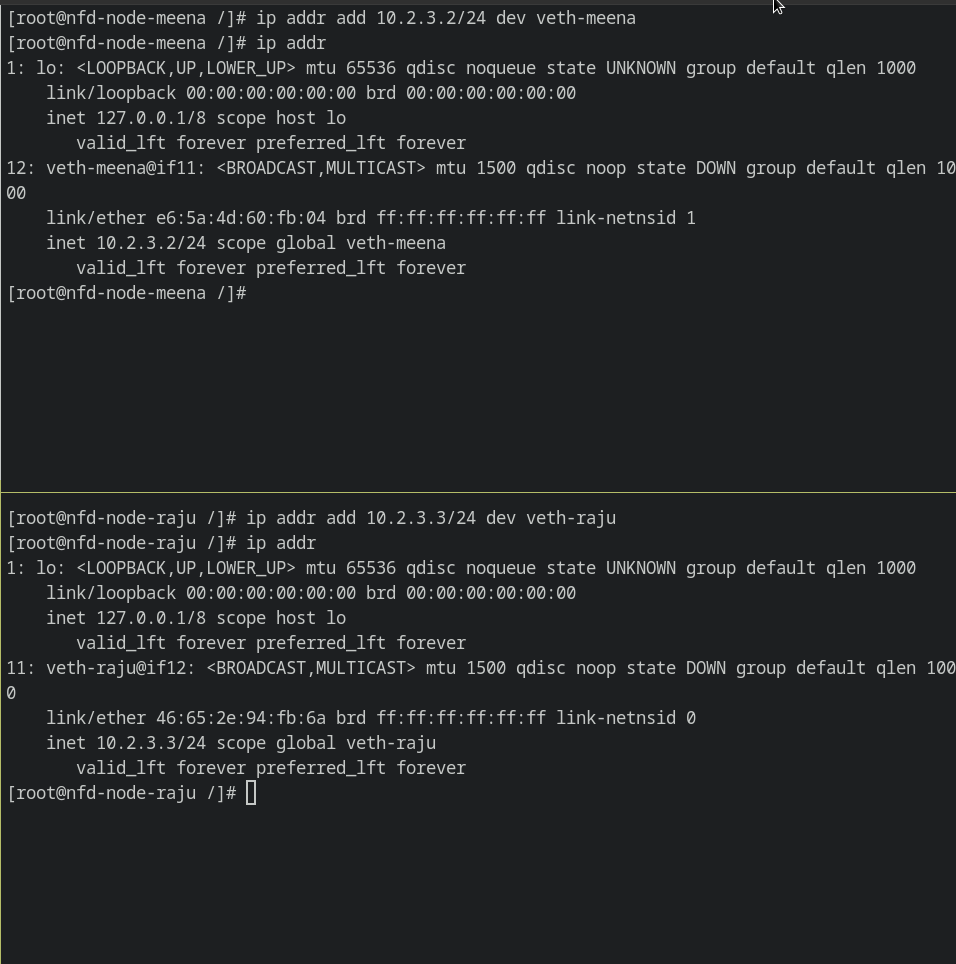 [root@nfd-node-meena /]# ip addr add 10.2.3.2/24 dev veth-meena
[root@nfd-node-meena /]# ip addr
1: lo: <LOOPBACK,UP,LOWER_UP> mtu 65536 qdisc noqueue state UNKNOWN group default qlen 1000
    link/loopback 00:00:00:00:00:00 brd 00:00:00:00:00:00
    inet 127.0.0.1/8 scope host lo
       valid_lft forever preferred_lft forever
12: veth-meena@if11: <BROADCAST,MULTICAST> mtu 1500 qdisc noop state DOWN group default qlen 10
00
    link/ether e6:5a:4d:60:fb:04 brd ff:ff:ff:ff:ff:ff link-netnsid 1
    inet 10.2.3.2/24 scope global veth-meena
       valid_lft forever preferred_lft forever
[root@nfd-node-meena /]#
[root@nfd-node-raju /]# ip addr add 10.2.3.3/24 dev veth-raju
[root@nfd-node-raju /]# ip addr
1: lo: <LOOPBACK,UP,LOWER_UP> mtu 65536 qdisc noqueue state UNKNOWN group default qlen 1000
    link/loopback 00:00:00:00:00:00 brd 00:00:00:00:00:00
    inet 127.0.0.1/8 scope host lo
       valid_lft forever preferred_lft forever
11: veth-raju@if12: <BROADCAST,MULTICAST> mtu 1500 qdisc noop state DOWN group default qlen 100
0
    link/ether 46:65:2e:94:fb:6a brd ff:ff:ff:ff:ff:ff link-netnsid 0
    inet 10.2.3.3/24 scope global veth-raju
       valid_lft forever preferred_lft forever
[root@nfd-node-raju /]#